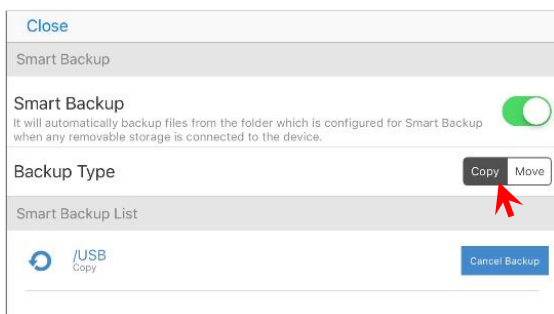 Close
Smart Backup
Smart Backup
It will automatically backup files from the folder which is configured for Smart Backup
when any removable storage is connected to the device.
Backup Type
Copy Move
Smart Backup List
/USB
Copy
Cancel Backup